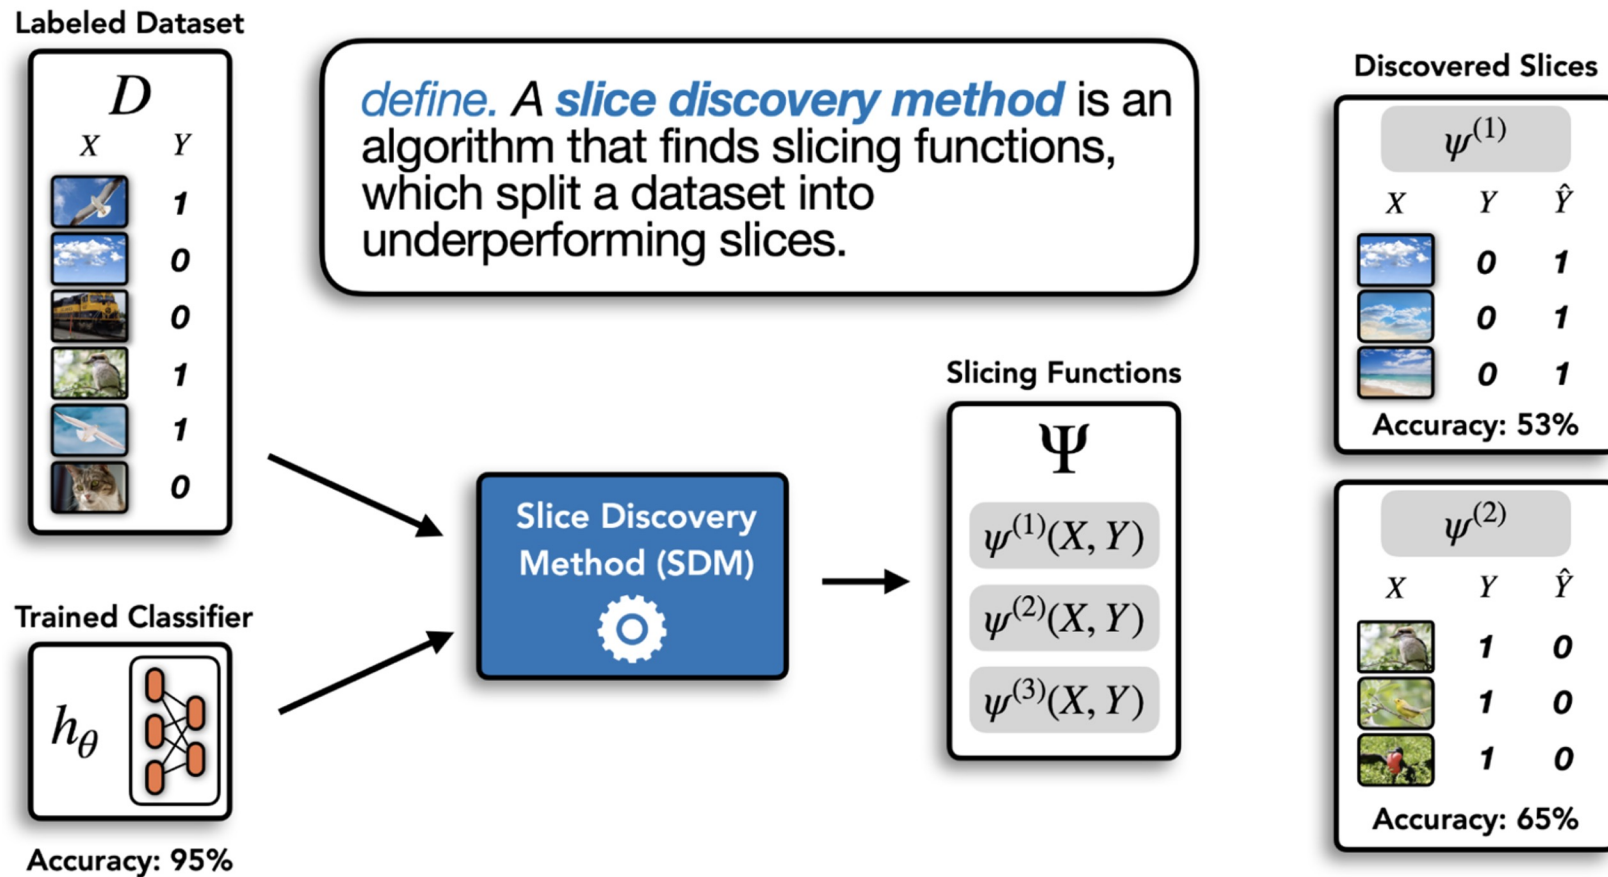 Labeled Dataset
D
X Y
1
0
0
1
1
0
Trained Classifier
h_θ
Accuracy: 95%
define. A slice discovery method is an
algorithm that finds slicing functions,
which split a dataset into
underperforming slices.
Slice Discovery
Method (SDM)
Slicing Functions
Ψ
ψ⁽¹⁾(X, Y)
ψ⁽²⁾(X, Y)
ψ⁽³⁾(X, Y)
Discovered Slices
ψ⁽¹⁾
X Y Ŷ
0 1
0 1
0 1
Accuracy: 53%
ψ⁽²⁾
X Y Ŷ
1 0
1 0
1 0
Accuracy: 65%